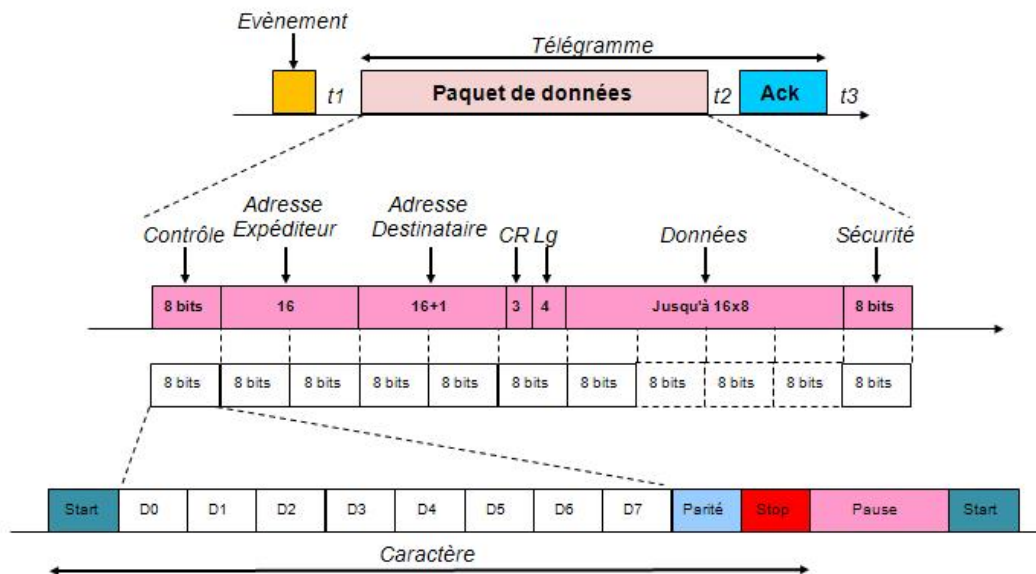 Evènement
Télégramme
t1 Paquet de données t2 Ack t3
Contrôle Adresse Expéditeur Adresse Destinataire CR Lg Données Sécurité
8 bits 16 16+1 3 4 Jusqu'à 16x8 8 bits
8 bits 8 bits 8 bits 8 bits 8 bits 8 bits 8 bits 8 bits 8 bits 8 bits 8 bits
Start D0 D1 D2 D3 D4 D5 D6 D7 Parité Stop Pause Start
Caractère